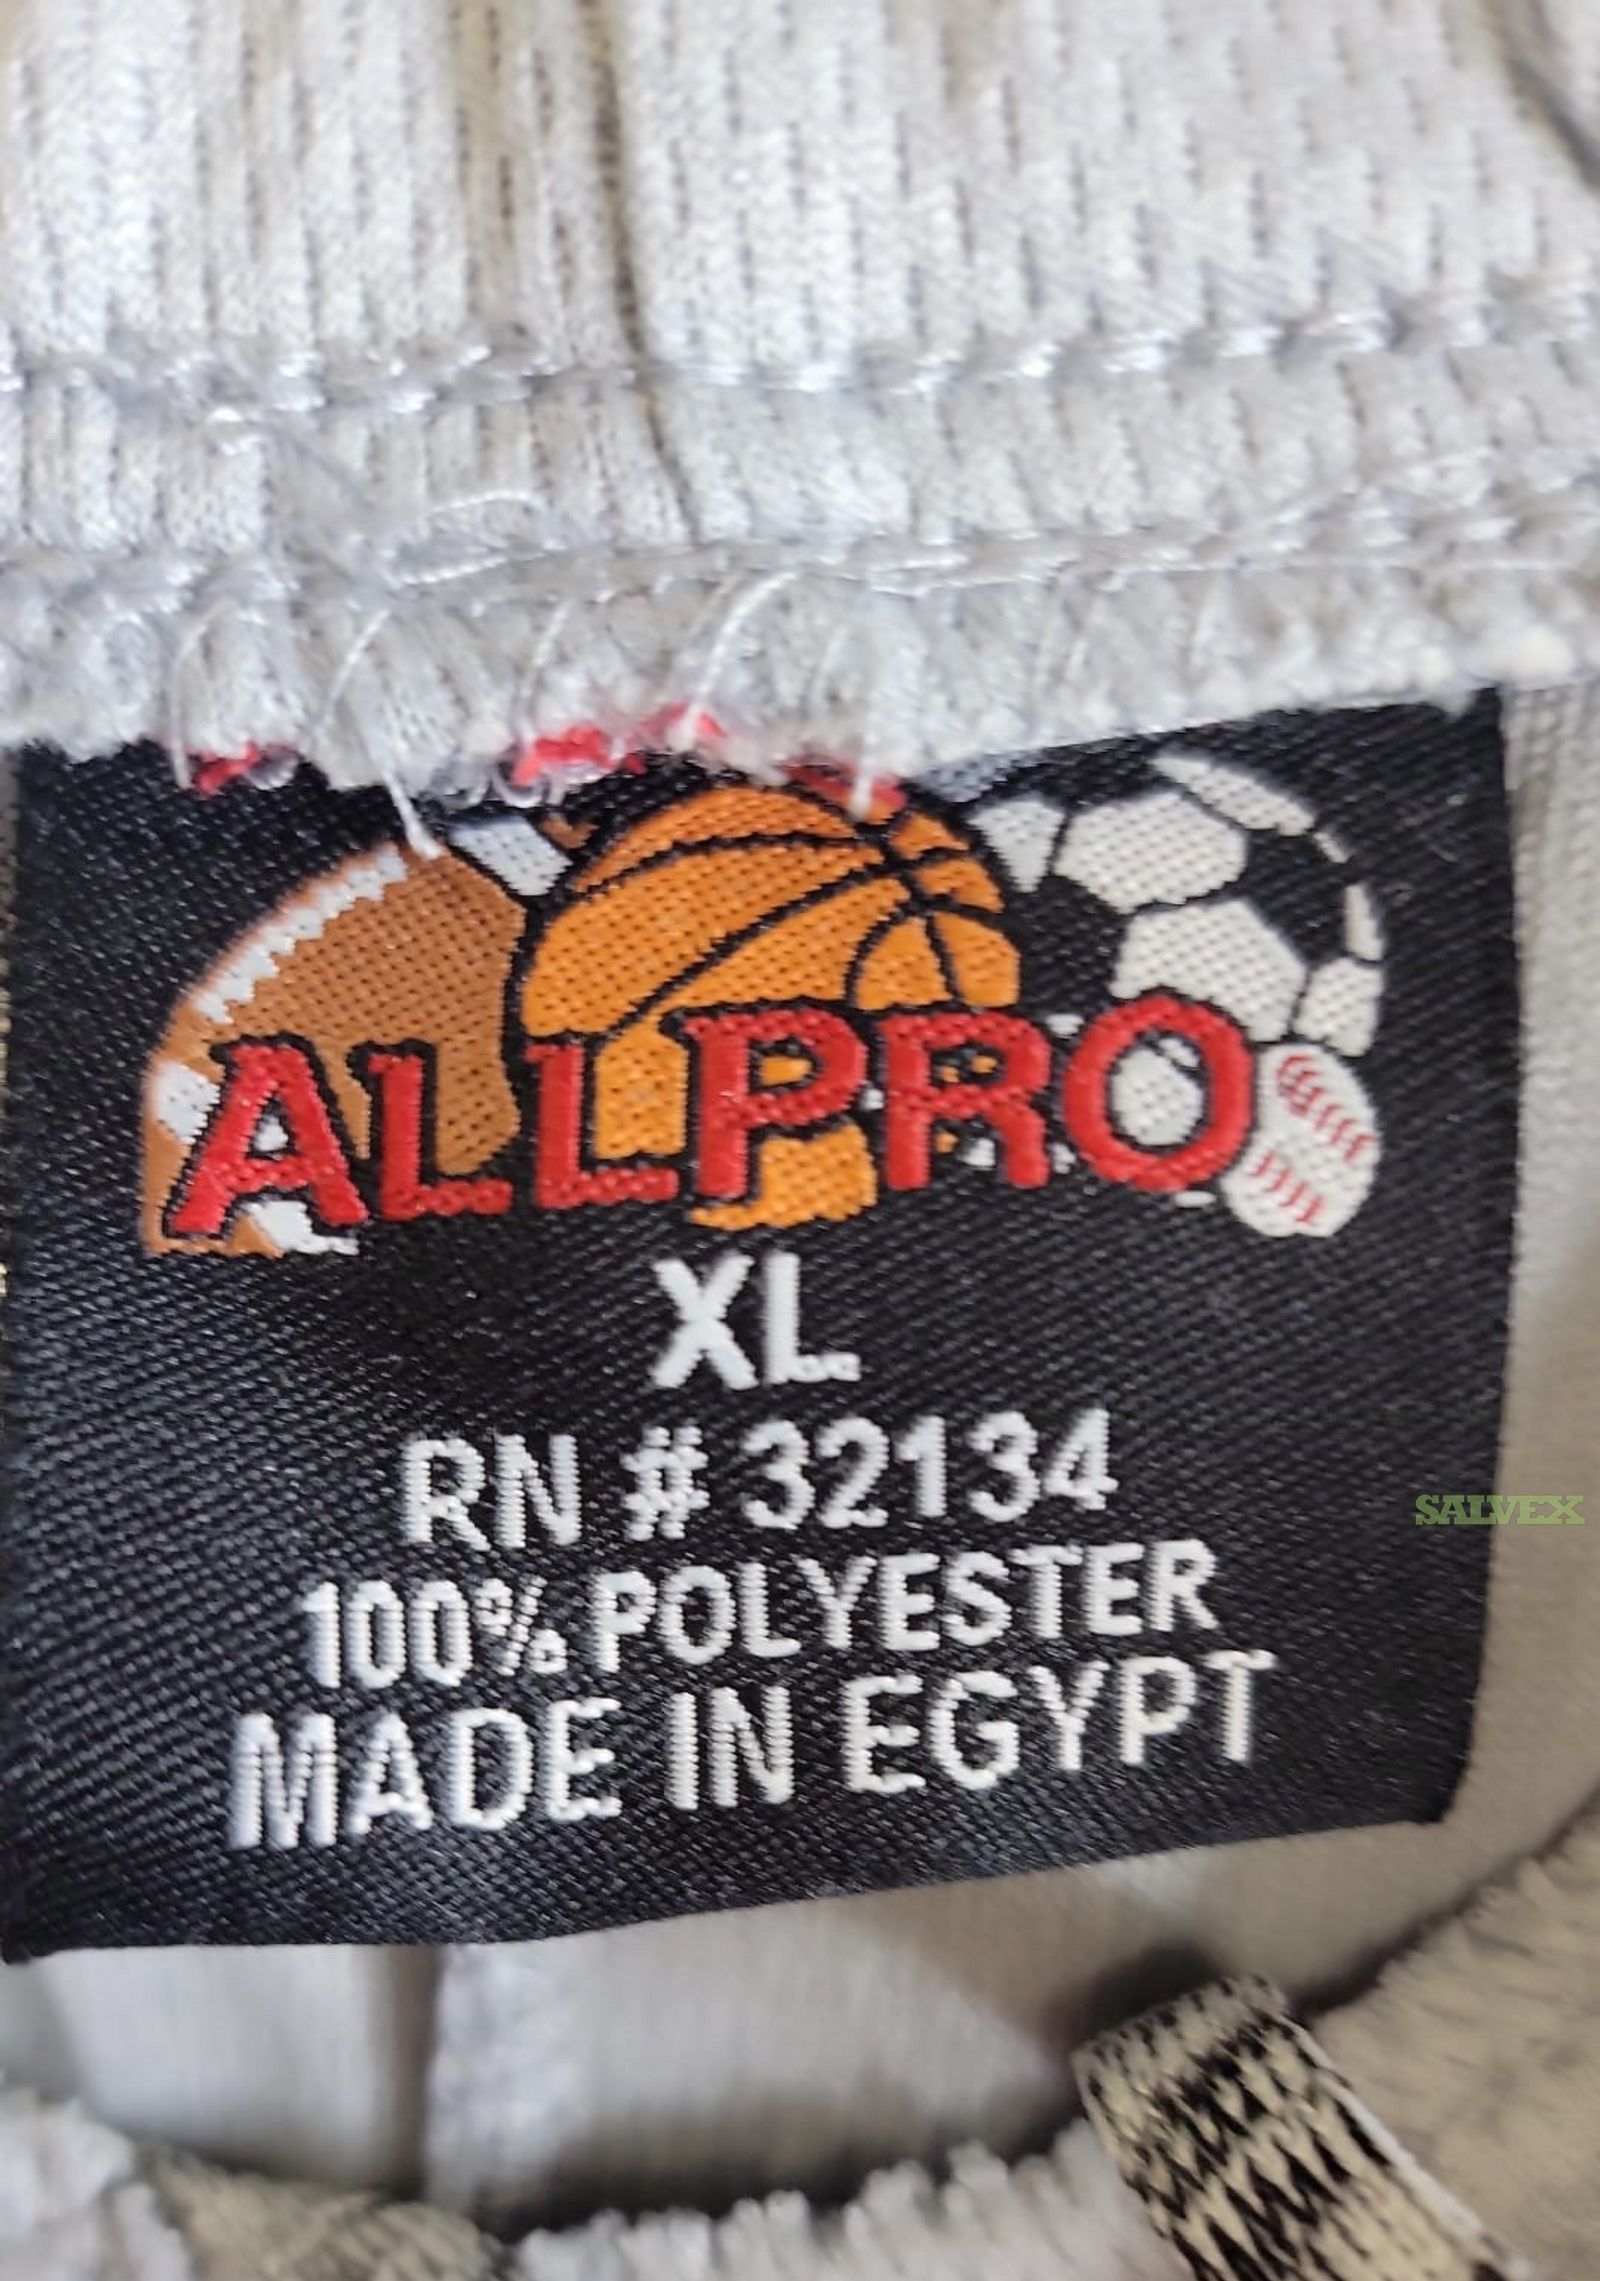 ALLPRO
XL
RN # 32134
SALVEX
100% POLYESTER
MADE IN EGYPT